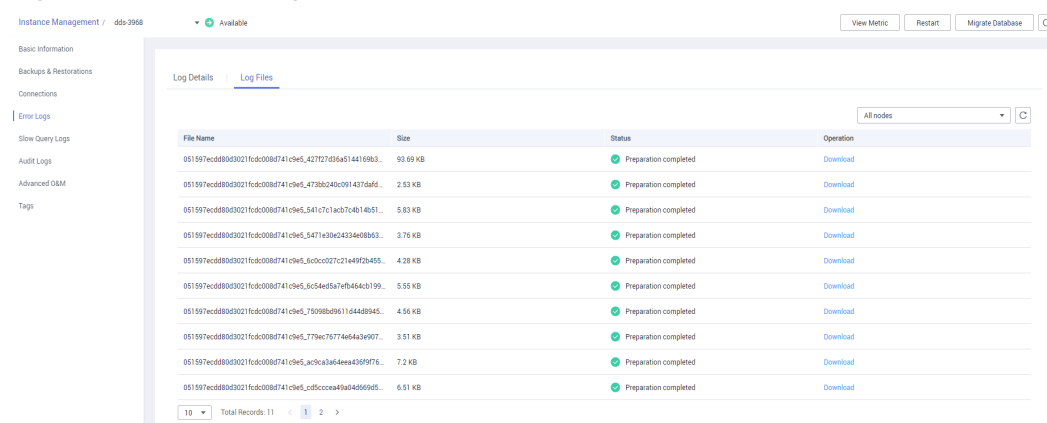 Instance Management / dds-3968 Available View Metric Restart Migrate Database
Basic Information
Backups & Restorations
Connections
Error Logs
Slow Query Logs
Audit Logs
Advanced O&M
Tags
Log Details Log Files
All nodes
File Name Size Status Operation
051597ecdd80d3021fcdc008d741c9e5_427f27d36a5144169b3... 93.69 KB Preparation completed Download
051597ecdd80d3021fcdc008d741c9e5_473bb240c091437dafd... 2.53 KB Preparation completed Download
051597ecdd80d3021fcdc008d741c9e5_541c7c1acb7c4b14b51... 5.83 KB Preparation completed Download
051597ecdd80d3021fcdc008d741c9e5_5471e30e24334e08b63... 3.76 KB Preparation completed Download
051597ecdd80d3021fcdc008d741c9e5_6c0cc027c21e49f2b455... 4.28 KB Preparation completed Download
051597ecdd80d3021fcdc008d741c9e5_6c54ed5a7efb464cb199... 5.55 KB Preparation completed Download
051597ecdd80d3021fcdc008d741c9e5_75098bd9611d44d8945... 4.56 KB Preparation completed Download
051597ecdd80d3021fcdc008d741c9e5_779ec76774e64a3e907... 3.51 KB Preparation completed Download
051597ecdd80d3021fcdc008d741c9e5_ac9ca3a64eea436f9f76... 7.2 KB Preparation completed Download
051597ecdd80d3021fcdc008d741c9e5_cd5cccea49a04d669d5... 6.51 KB Preparation completed Download
10 Total Records: 11 < 1 2 >